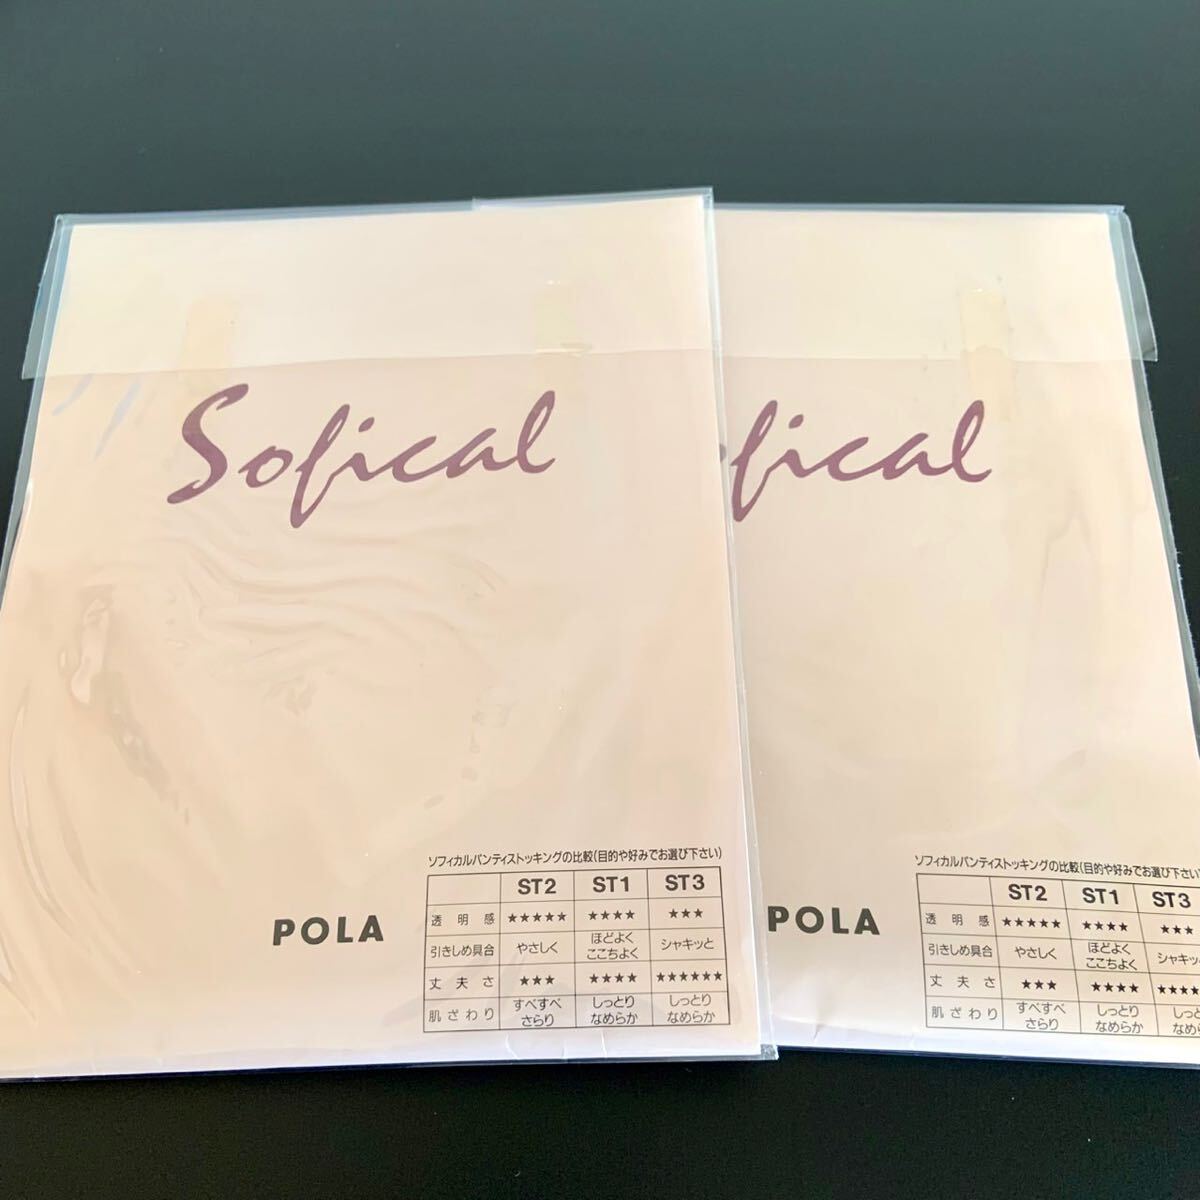 Sofical
POLA
ソフィカルパンティストッキングの比較(目的や好みでお選び下さい)
ST2 ST1 ST3
透明感 ★★★★★ ★★★★ ★★★
引きしめ具合 やさしく ほどよく ここちよく シャキッと
丈夫さ ★★★ ★★★★ ★★★★★★
肌ざわり すべすべ さらり しっとり なめらか しっとり なめらか
fical
POLA
ソフィカルパンティストッキングの比較(目的や好みでお選び下さい)
ST2 ST1 ST3
透明感 ★★★★★ ★★★★ ★★★
引きしめ具合 やさしく ほどよく ここちよく シャキッ
丈夫さ ★★★ ★★★★ ★★★★★
肌ざわり すべすべ さらり しっとり なめらか しっ なめ